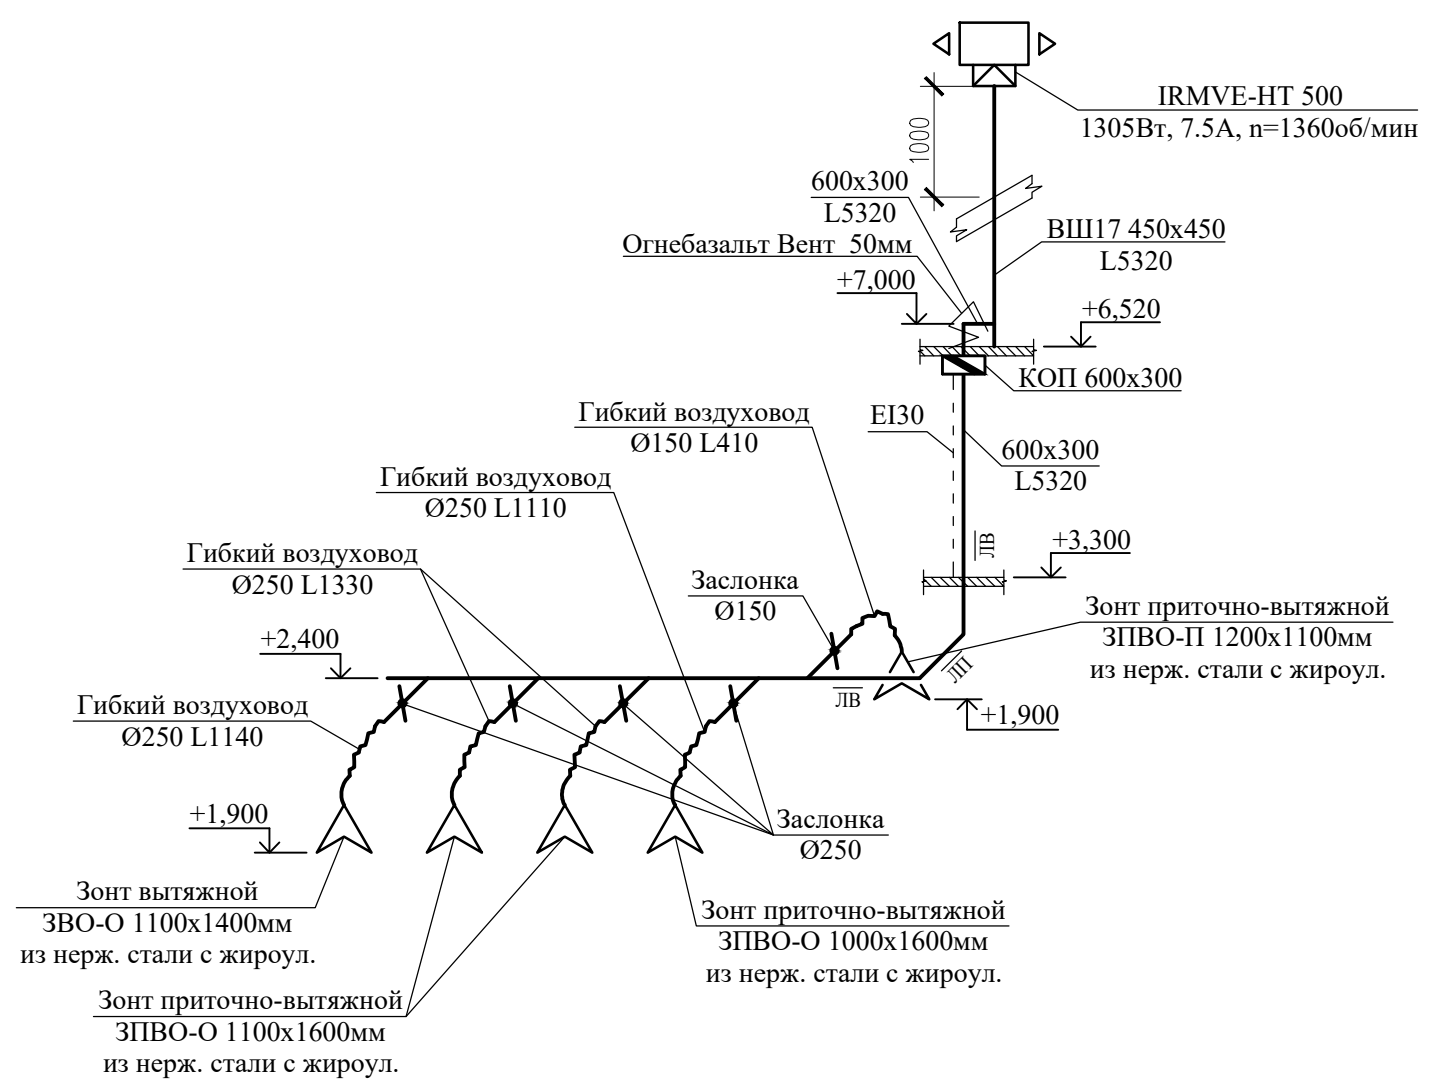 IRMVE-HT 500
1305Вт, 7.5А, n=1360об/мин
1000
600х300
L5320
ВШ17 450х450
L5320
Огнебазальт Вент 50мм
+7,000
+6,520
КОП 600х300
Гибкий воздуховод
Ø150 L410
EI30
600х300
L5320
Гибкий воздуховод
Ø250 L1110
ЛВ
+3,300
Гибкий воздуховод
Ø250 L1330
Заслонка
Ø150
Зонт приточно-вытяжной
ЗПВО-П 1200х1100мм
из нерж. стали с жироул.
+2,400
ЛП
ЛВ
+1,900
Гибкий воздуховод
Ø250 L1140
+1,900
Заслонка
Ø250
Зонт вытяжной
ЗВО-О 1100х1400мм
из нерж. стали с жироул.
Зонт приточно-вытяжной
ЗПВО-О 1000х1600мм
из нерж. стали с жироул.
Зонт приточно-вытяжной
ЗПВО-О 1100х1600мм
из нерж. стали с жироул.